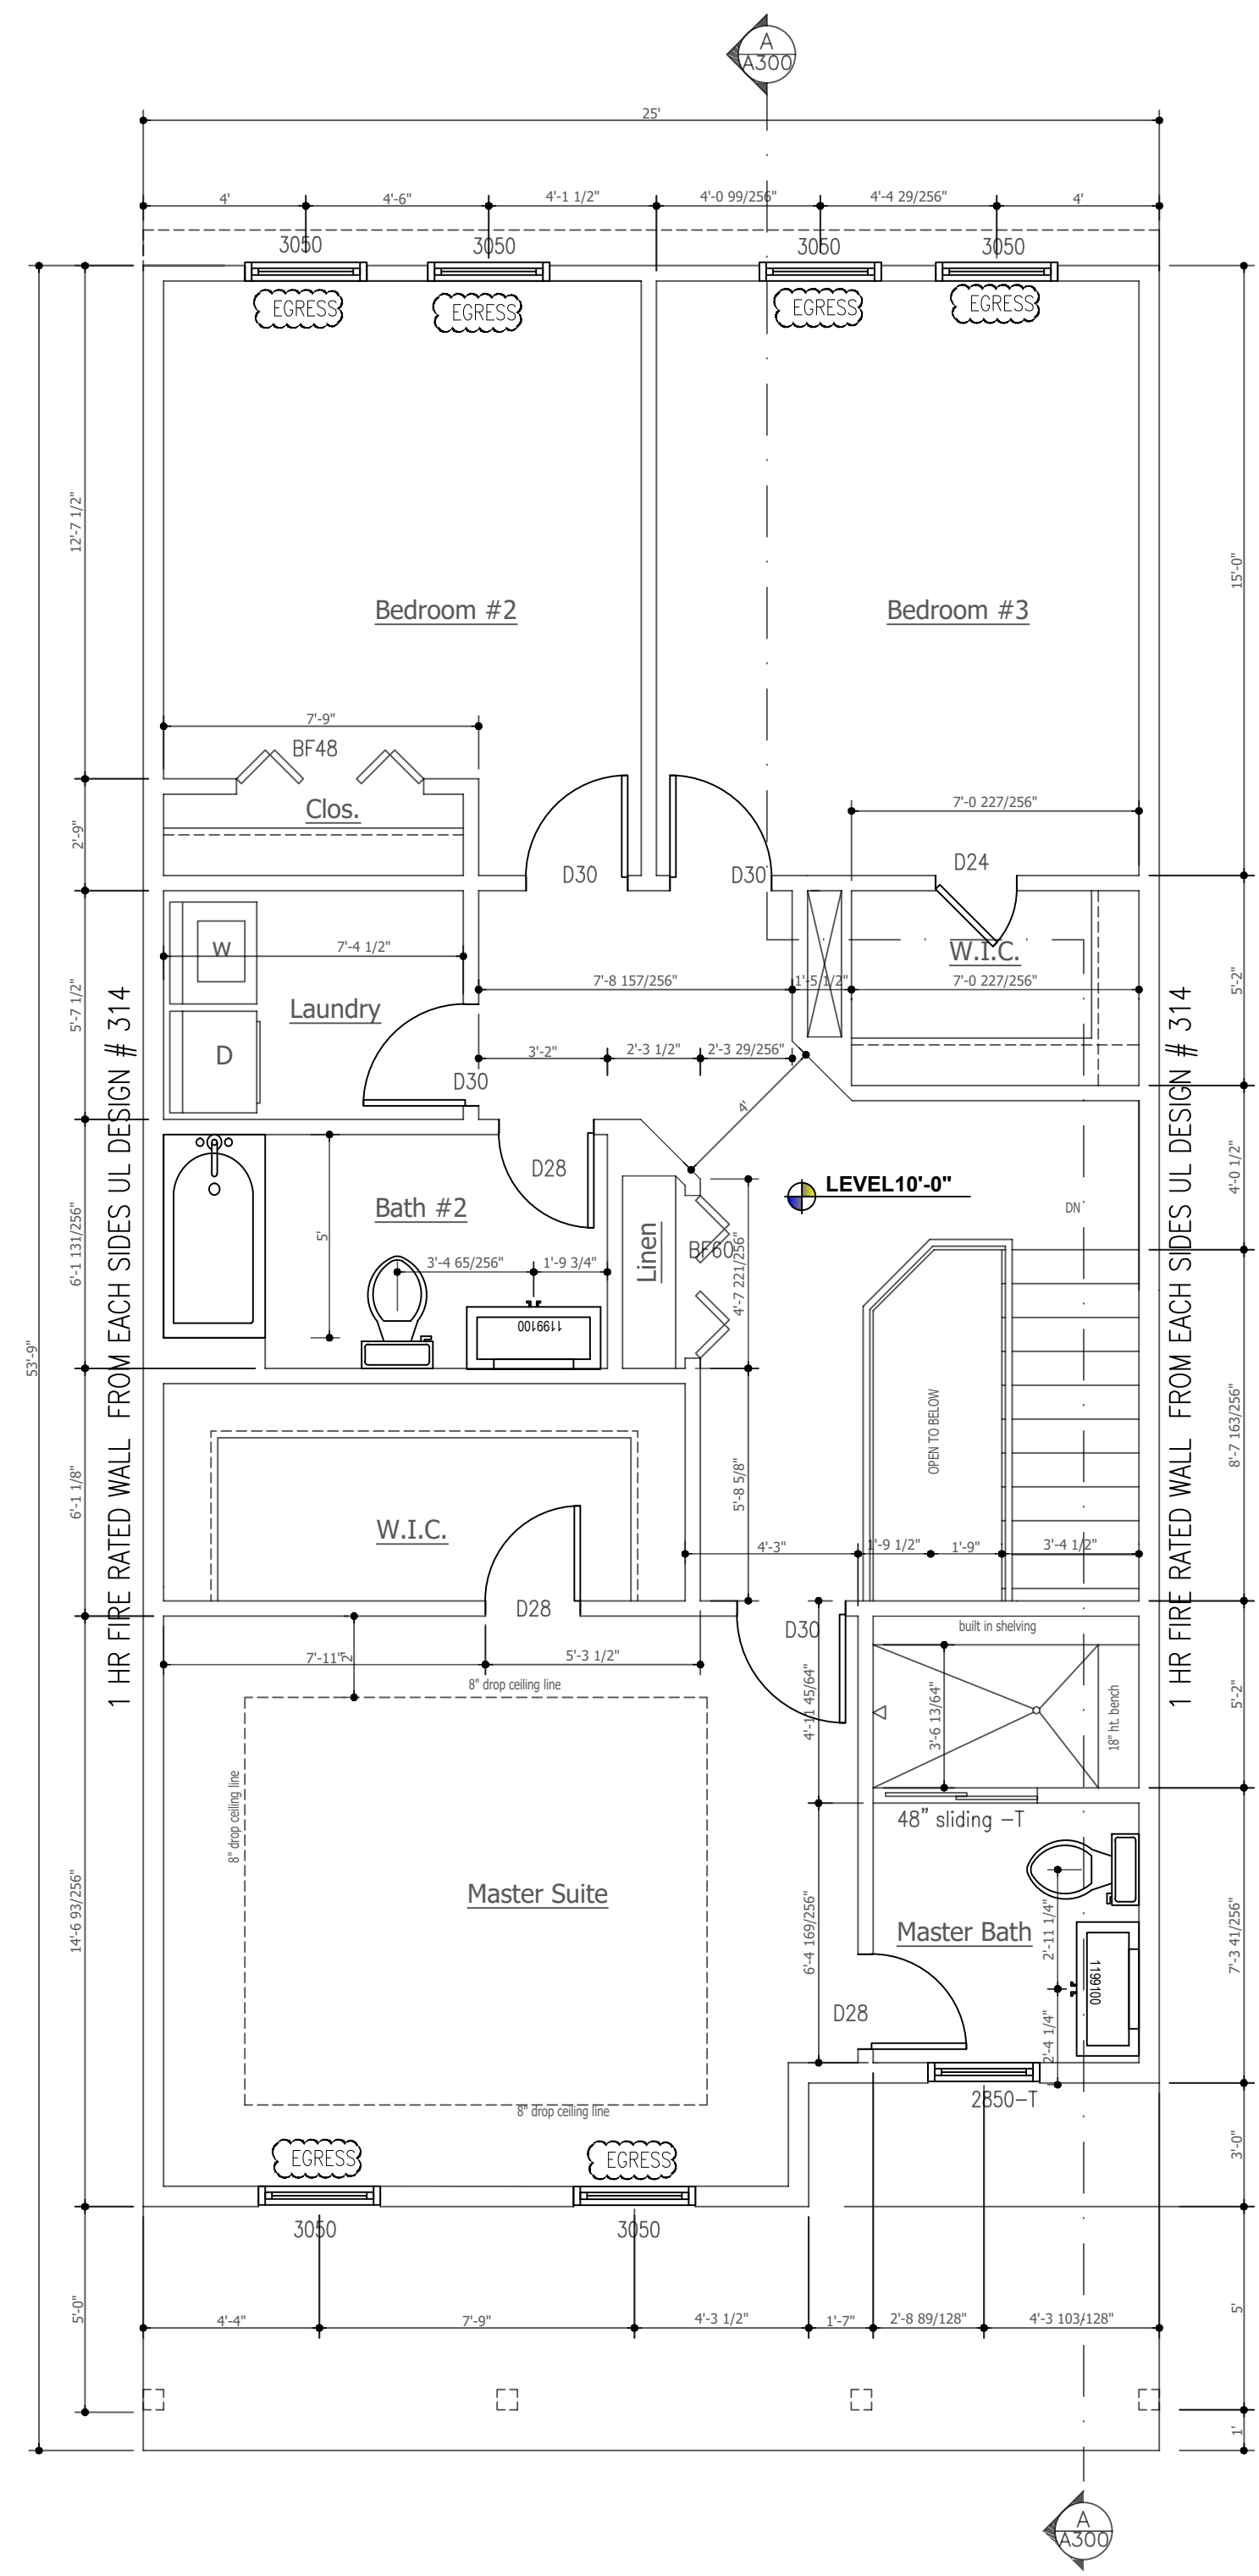 A
A300
25'
4'
4'-6"
4'-1 1/2"
4'-0 99/256"
4'-4 29/256"
4'
3050
3050
3050
3050
EGRESS
EGRESS
EGRESS
EGRESS
12'-7 1/2"
15'-0"
Bedroom #2
Bedroom #3
7'-9"
BF48
Clos.
2'-9"
7'-0 227/256"
D30
D30
D24
W
7'-4 1/2"
W.I.C.
7'-8 157/256"
1'-5 1/2"
7'-0 227/256"
5'-2"
5'-7 1/2"
Laundry
D
D30
3'-2"
2'-3 1/2"
2'-3 29/256"
4'
1 HR FIRE RATED WALL FROM EACH SIDES UL DESIGN # 314
1 HR FIRE RATED WALL FROM EACH SIDES UL DESIGN # 314
D28
LEVEL10'-0"
DN
4'-0 1/2"
Bath #2
5'
6'-1 131/256"
3'-4 65/256"
1'-9 3/4"
1199100
Linen
BF60
4'-7 221/256"
53'-9"
OPEN TO BELOW
8'-7 163/256"
5'-8 5/8"
6'-1 1/8"
W.I.C.
4'-3"
1'-9 1/2"
1'-9"
3'-4 1/2"
D28
D30
built in shelving
7'-11"
2'
5'-3 1/2"
8" drop ceiling line
4'-11 45/64"
3'-6 13/64"
18" ht. bench
5'-2"
8" drop ceiling line
48" sliding -T
Master Suite
14'-6 93/256"
6'-4 169/256"
Master Bath
2'-11 1/4"
1199100
7'-3 41/256"
D28
2'-4 1/4"
8" drop ceiling line
2850-T
EGRESS
EGRESS
3'-0"
3050
3050
5'-0"
5'
4'-4"
7'-9"
4'-3 1/2"
1'-7"
2'-8 89/128"
4'-3 103/128"
1'
A
A300